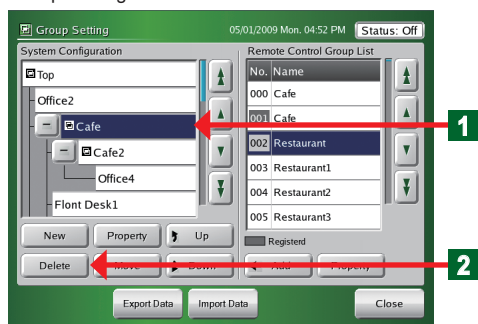 Group Setting
05/01/2009 Mon. 04:52 PM
Status: Off
System Configuration
Top
Office2
Cafe
Cafe2
Office4
Flont Desk1
New
Property
Up
Delete
Move
Down
Remote Control Group List
No. Name
000 Cafe
001 Cafe
002 Restaurant
003 Restaurant1
004 Restaurant2
005 Restaurant3
Registerd
Add
Property
Export Data
Import Data
Close
1
2